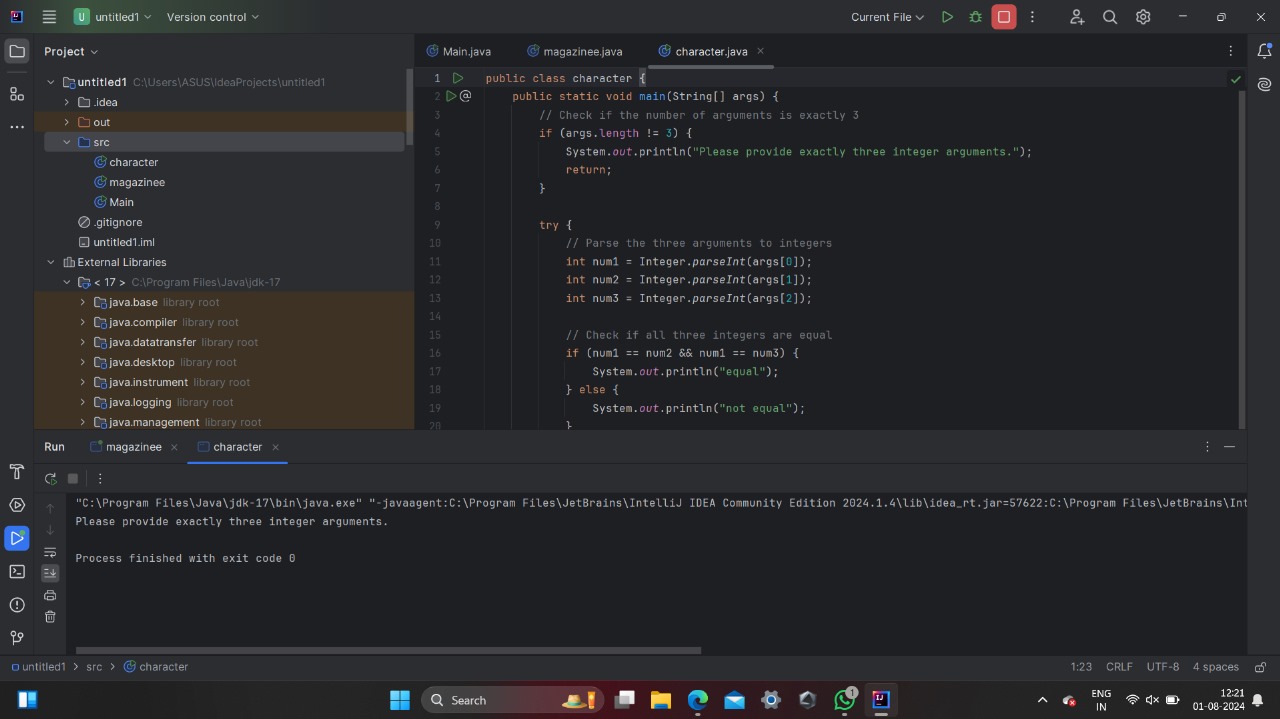 U untitled1 Version control Current File
Project
Main.java magazinee.java character.java
untitled1 C:\Users\ASUS\IdeaProjects\untitled1
.idea
out
src
character
magazinee
Main
.gitignore
untitled1.iml
External Libraries
< 17 > C:\Program Files\Java\jdk-17
java.base library root
java.compiler library root
java.datatransfer library root
java.desktop library root
java.instrument library root
java.logging library root
java.management library root
1 public class character {
2 @ public static void main(String[] args) {
3 // Check if the number of arguments is exactly 3
4 if (args.length != 3) {
5 System.out.println("Please provide exactly three integer arguments.");
6 return;
7 }
8
9 try {
10 // Parse the three arguments to integers
11 int num1 = Integer.parseInt(args[0]);
12 int num2 = Integer.parseInt(args[1]);
13 int num3 = Integer.parseInt(args[2]);
14
15 // Check if all three integers are equal
16 if (num1 == num2 && num1 == num3) {
17 System.out.println("equal");
18 } else {
19 System.out.println("not equal");
20 }
Run magazinee character
"C:\Program Files\Java\jdk-17\bin\java.exe" "-javaagent:C:\Program Files\JetBrains\IntelliJ IDEA Community Edition 2024.1.4\lib\idea_rt.jar=57622:C:\Program Files\JetBrains\Int
Please provide exactly three integer arguments.
Process finished with exit code 0
untitled1 > src > character 1:23 CRLF UTF-8 4 spaces
Search 1 ENG IN 12:21 01-08-2024